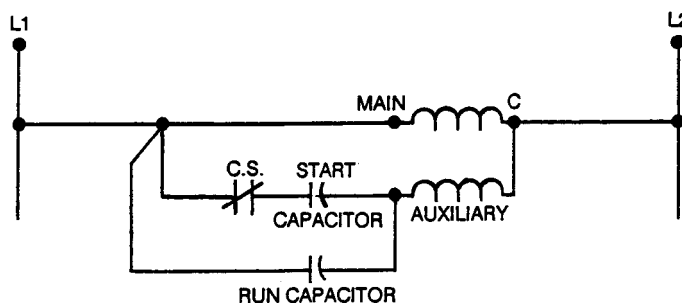 L1
L2
MAIN
C
C.S.
START
CAPACITOR
AUXILIARY
RUN CAPACITOR